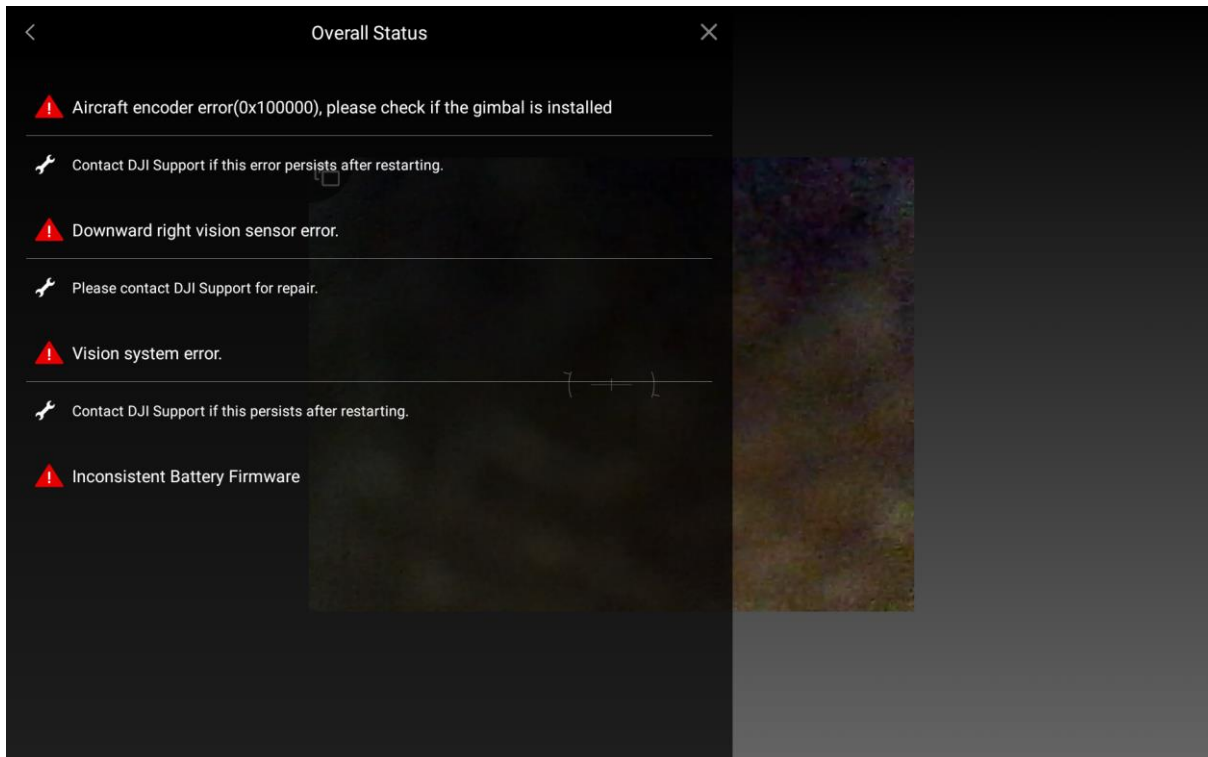 Overall Status
Aircraft encoder error(0x100000), please check if the gimbal is installed
Contact DJI Support if this error persists after restarting.
Downward right vision sensor error.
Please contact DJI Support for repair.
Vision system error.
Contact DJI Support if this persists after restarting.
Inconsistent Battery Firmware